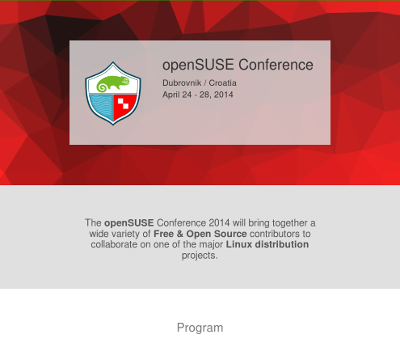 openSUSE Conference
Dubrovnik / Croatia
April 24 - 28, 2014
The openSUSE Conference 2014 will bring together a
wide variety of Free & Open Source contributors to
collaborate on one of the major Linux distribution
projects.
Program